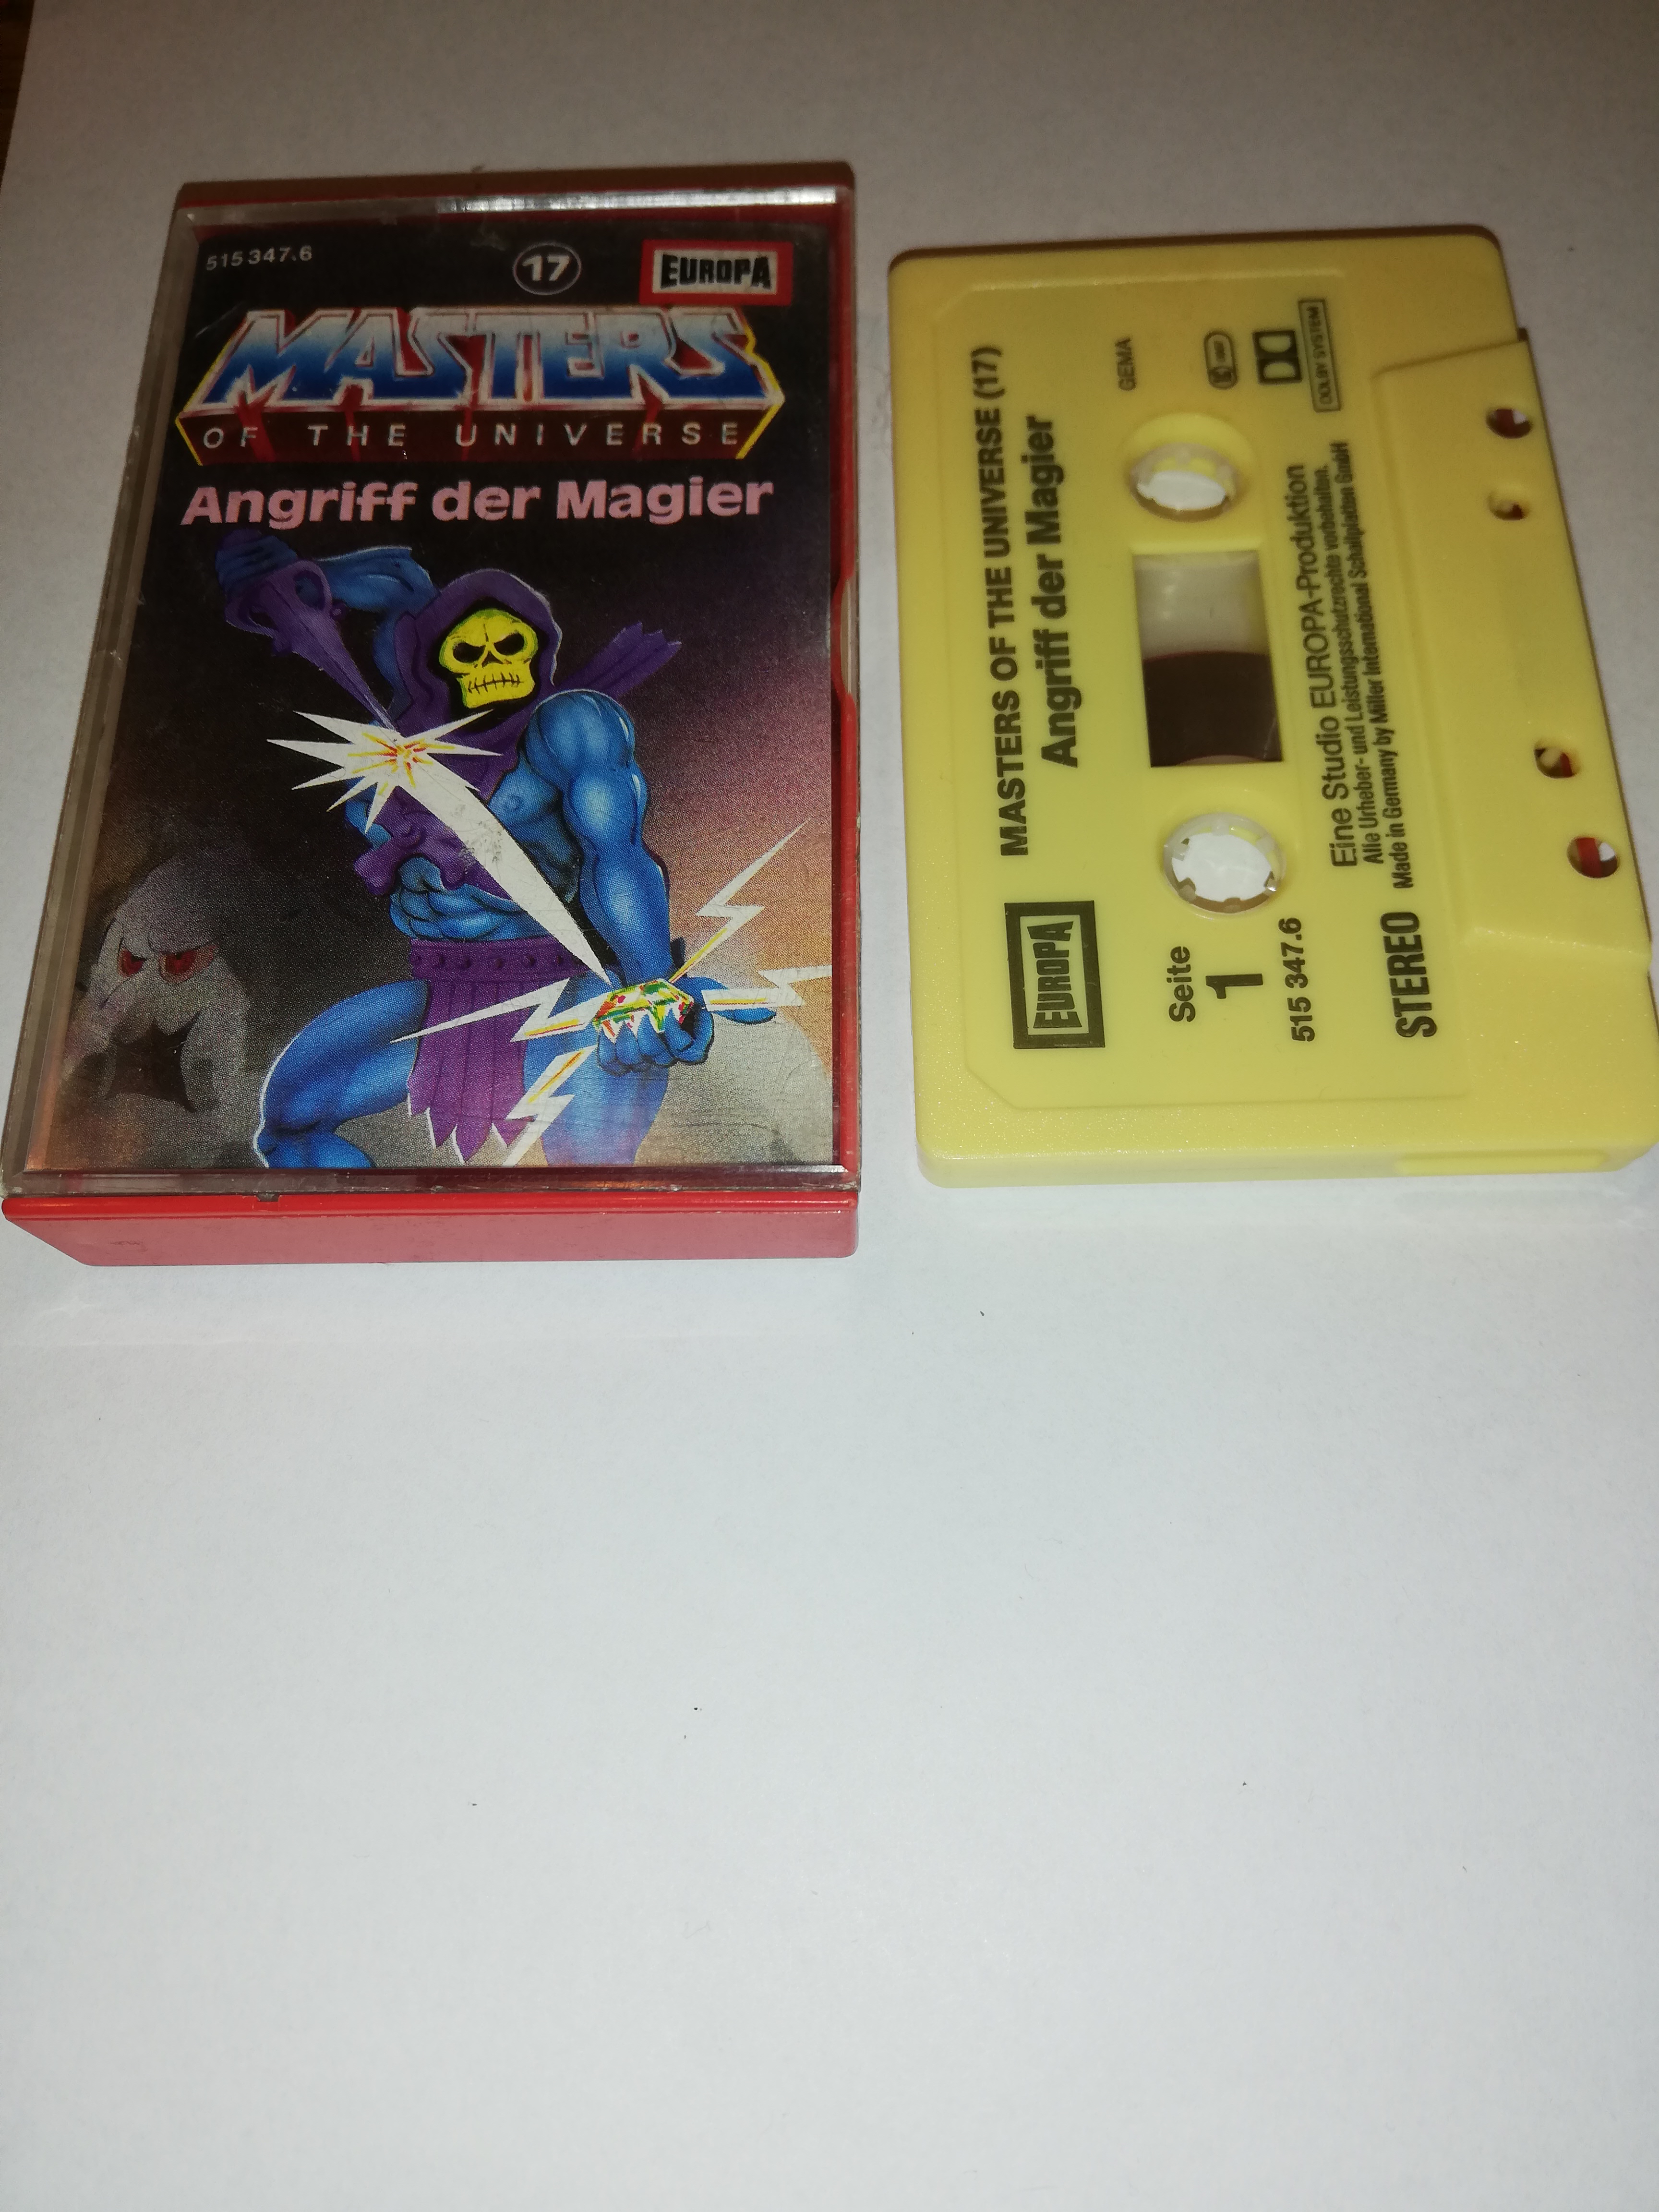 515 347.6
17
EUROPA
MASTERS
OF THE UNIVERSE
Angriff der Magier
EUROPA
MASTERS OF THE UNIVERSE (17)
Angriff der Magier
GEMA
Seite
1
515 347.6
DOLBY SYSTEM
STEREO
Eine Studio EUROPA-Produktion
Alle Urheber- und Leistungsschutzrechte vorbehalten.
Made in Germany by Miller International Schallplatten GmbH